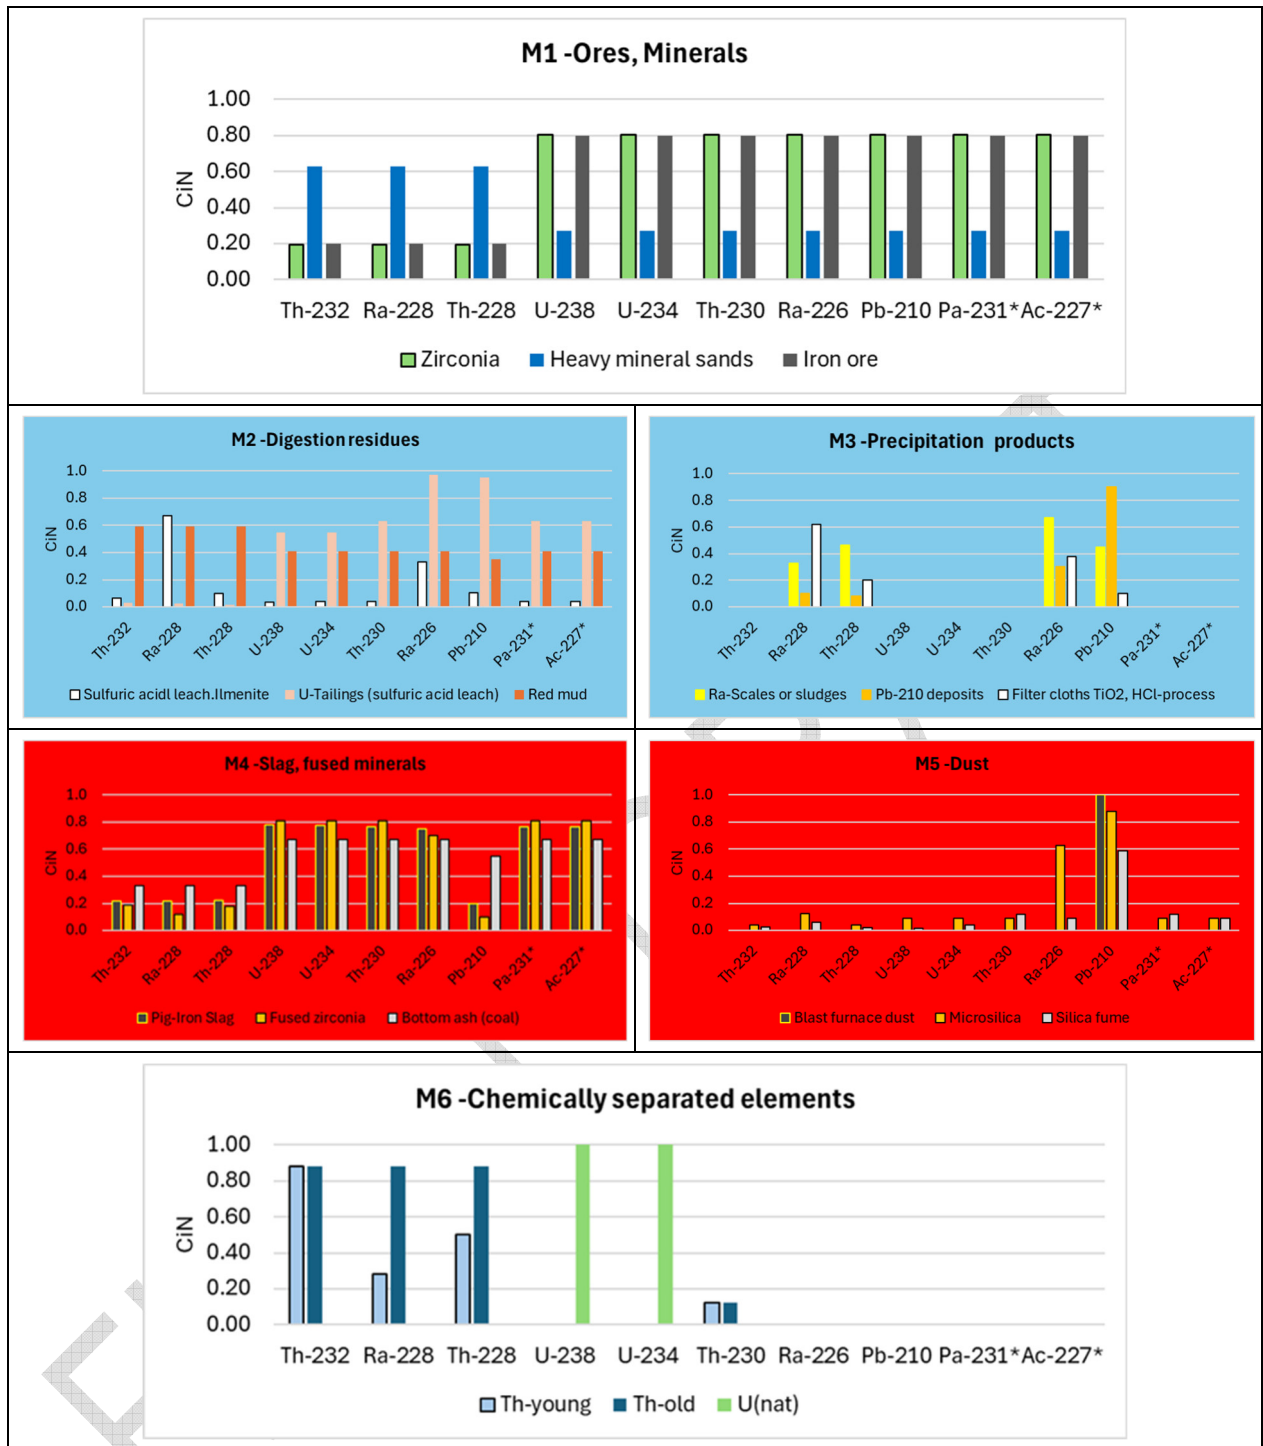 M1 -Ores, Minerals
CiN
1.00
0.80
0.60
0.40
0.20
0.00
Th-232 Ra-228 Th-228 U-238 U-234 Th-230 Ra-226 Pb-210 Pa-231* Ac-227*
Zirconia Heavy mineral sands Iron ore
M2 -Digestion residues
CiN
1.0
0.8
0.6
0.4
0.2
0.0
Th-232 Ra-228 Th-228 U-238 U-234 Th-230 Ra-226 Pb-210 Pa-231* Ac-227*
Sulfuric acidl leach.Ilmenite U-Tailings (sulfuric acid leach) Red mud
M3 -Precipitation products
CiN
1.0
0.8
0.6
0.4
0.2
0.0
Th-232 Ra-228 Th-228 U-238 U-234 Th-230 Ra-226 Pb-210 Pa-231* Ac-227*
Ra-Scales or sludges Pb-210 deposits Filter cloths TiO2, HCl-process
M4 -Slag, fused minerals
CiN
1.0
0.8
0.6
0.4
0.2
0.0
Th-232 Ra-228 Th-228 U-238 U-234 Th-230 Ra-226 Pb-210 Pa-231* Ac-227*
Pig-Iron Slag Fused zirconia Bottom ash (coal)
M5 -Dust
CiN
1.0
0.8
0.6
0.4
0.2
0.0
Th-232 Ra-228 Th-228 U-238 U-234 Th-230 Ra-226 Pb-210 Pa-231* Ac-227*
Blast furnace dust Microsilica Silica fume
M6 -Chemically separated elements
CiN
1.00
0.80
0.60
0.40
0.20
0.00
Th-232 Ra-228 Th-228 U-238 U-234 Th-230 Ra-226 Pb-210 Pa-231* Ac-227*
Th-young Th-old U(nat)